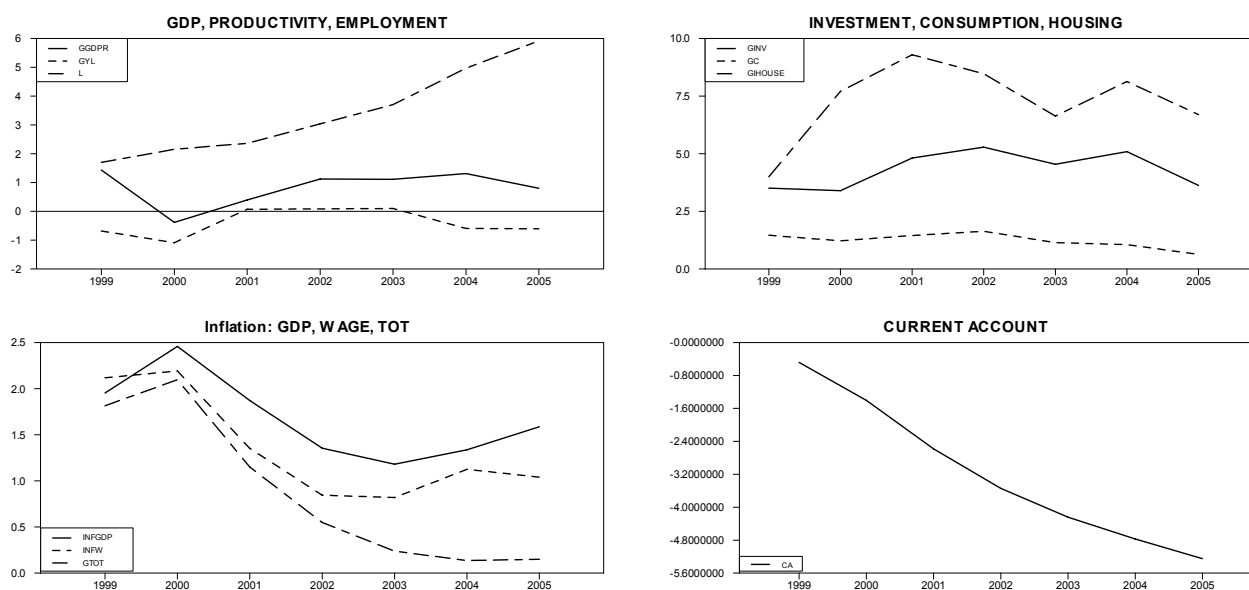 GDP, PRODUCTIVITY, EMPLOYMENT
6
5
4
3
2
1
0
-1
-2
GGDPR
GYL
L
1999 2000 2001 2002 2003 2004 2005
INVESTMENT, CONSUMPTION, HOUSING
10.0
7.5
5.0
2.5
0.0
GINV
GC
GIHOUSE
1999 2000 2001 2002 2003 2004 2005
Inflation: GDP, WAGE, TOT
2.5
2.0
1.5
1.0
0.5
0.0
INFGDP
INFW
GTOT
1999 2000 2001 2002 2003 2004 2005
CURRENT ACCOUNT
-0.0000000
-0.8000000
-1.6000000
-2.4000000
-3.2000000
-4.0000000
-4.8000000
-5.6000000
CA
1999 2000 2001 2002 2003 2004 2005